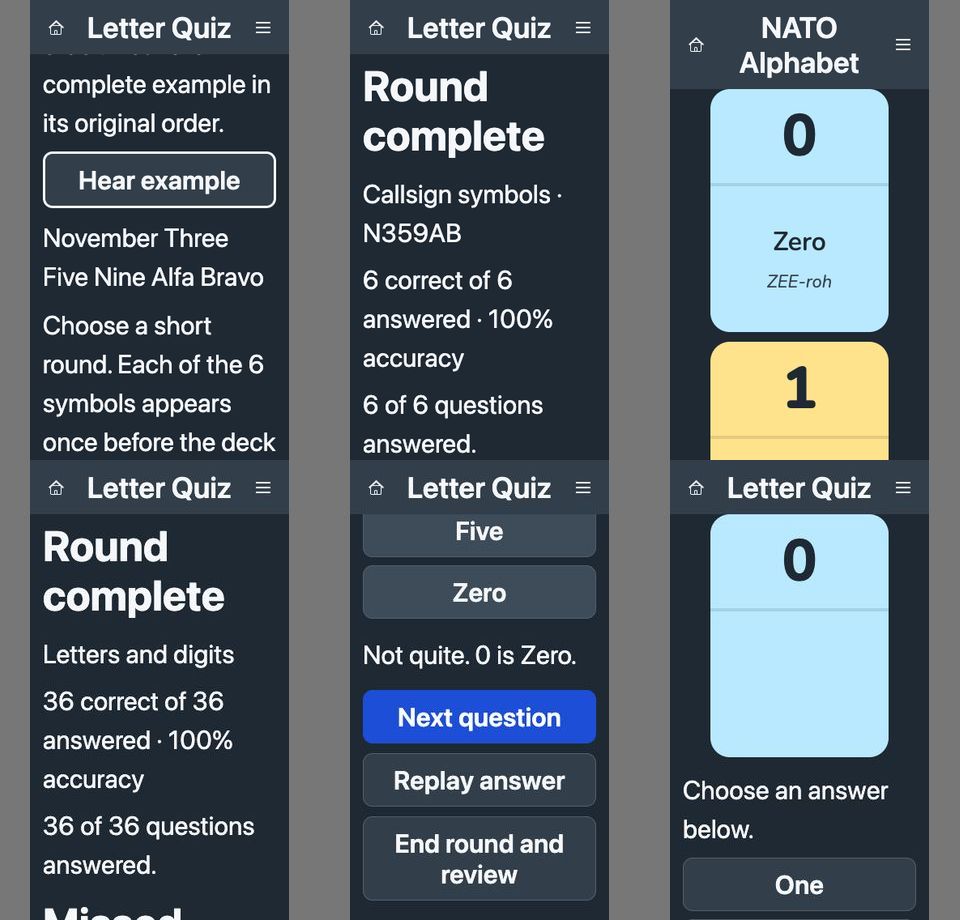 Letter Quiz
complete example in
its original order.
Hear example
November Three
Five Nine Alfa Bravo
Choose a short
round. Each of the 6
symbols appears
once before the deck
Letter Quiz
Round
complete
Callsign symbols ·
N359AB
6 correct of 6
answered · 100%
accuracy
6 of 6 questions
answered.
NATO
Alphabet
0
Zero
ZEE-roh
1
Letter Quiz
Round
complete
Letters and digits
36 correct of 36
answered · 100%
accuracy
36 of 36 questions
answered.
Missed
Letter Quiz
Five
Zero
Not quite. 0 is Zero.
Next question
Replay answer
End round and
review
Letter Quiz
0
Choose an answer
below.
One